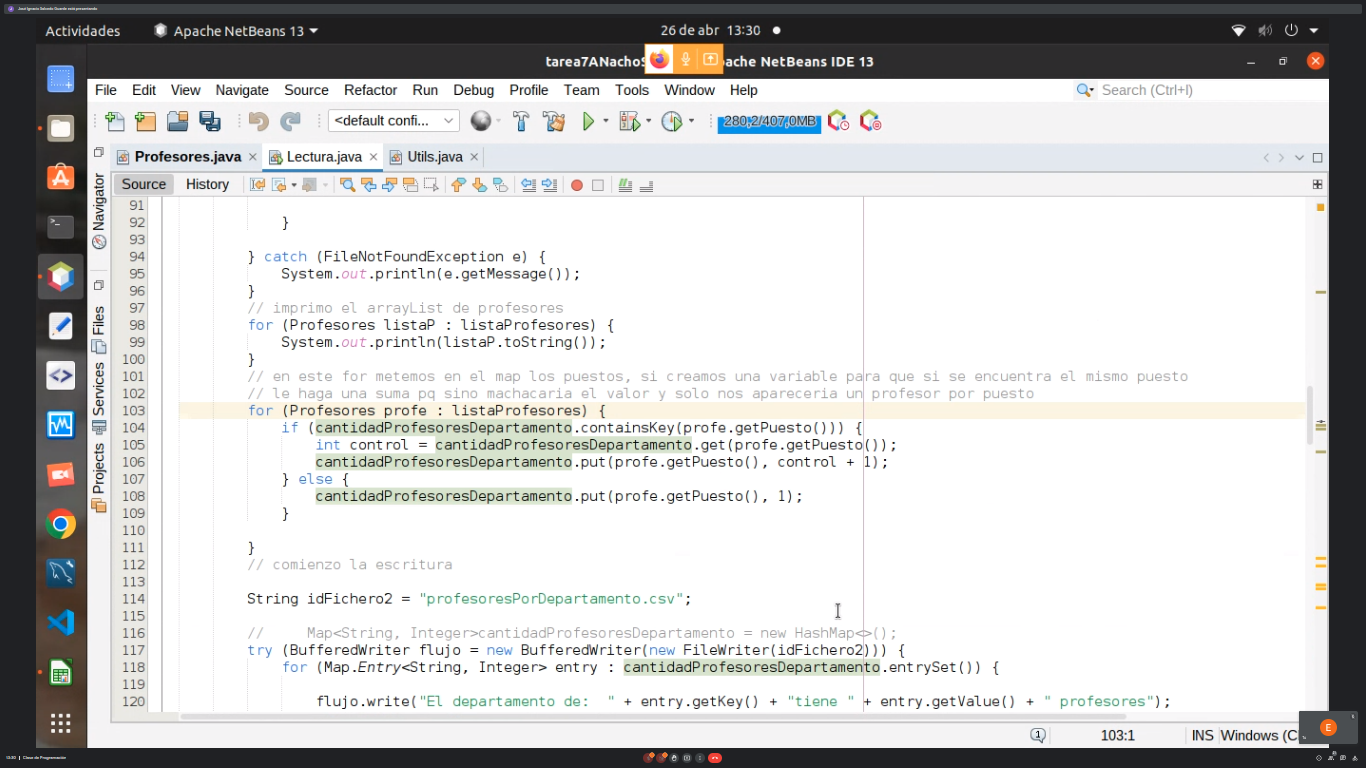 José Ignacio Salcedo Guarde está presentando
Actividades
Apache NetBeans 13
26 de abr 13:30
tarea7ANachoS
pache NetBeans IDE 13
File Edit View Navigate Source Refactor Run Debug Profile Team Tools Window Help
Search (Ctrl+I)
<default confi...
280,2/407,0MB
Profesores.java
Lectura.java
Utils.java
Source
History
Navigator
Files
Services
Projects
91
92 }
93
94 } catch (FileNotFoundException e) {
95 System.out.println(e.getMessage());
96 }
97 // imprimo el arrayList de profesores
98 for (Profesores listaP : listaProfesores) {
99 System.out.println(listaP.toString());
100 }
101 // en este for metemos en el map los puestos, si creamos una variable para que si se encuentra el mismo puesto
102 // le haga una suma pq sino machacaria el valor y solo nos apareceria un profesor por puesto
103 for (Profesores profe : listaProfesores) {
104 if (cantidadProfesoresDepartamento.containsKey(profe.getPuesto())) {
105 int control = cantidadProfesoresDepartamento.get(profe.getPuesto());
106 cantidadProfesoresDepartamento.put(profe.getPuesto(), control + 1);
107 } else {
108 cantidadProfesoresDepartamento.put(profe.getPuesto(), 1);
109 }
110
111 }
112 // comienzo la escritura
113
114 String idFichero2 = "profesoresPorDepartamento.csv";
115
116 // Map<String, Integer>cantidadProfesoresDepartamento = new HashMap<>();
117 try (BufferedWriter flujo = new BufferedWriter(new FileWriter(idFichero2))) {
118 for (Map.Entry<String, Integer> entry : cantidadProfesoresDepartamento.entrySet()) {
119
120 flujo.write("El departamento de:  " + entry.getKey() + "tiene " + entry.getValue() + " profesores");
1
103:1
INS
Windows (C
E
13:30 | Clase de Programación